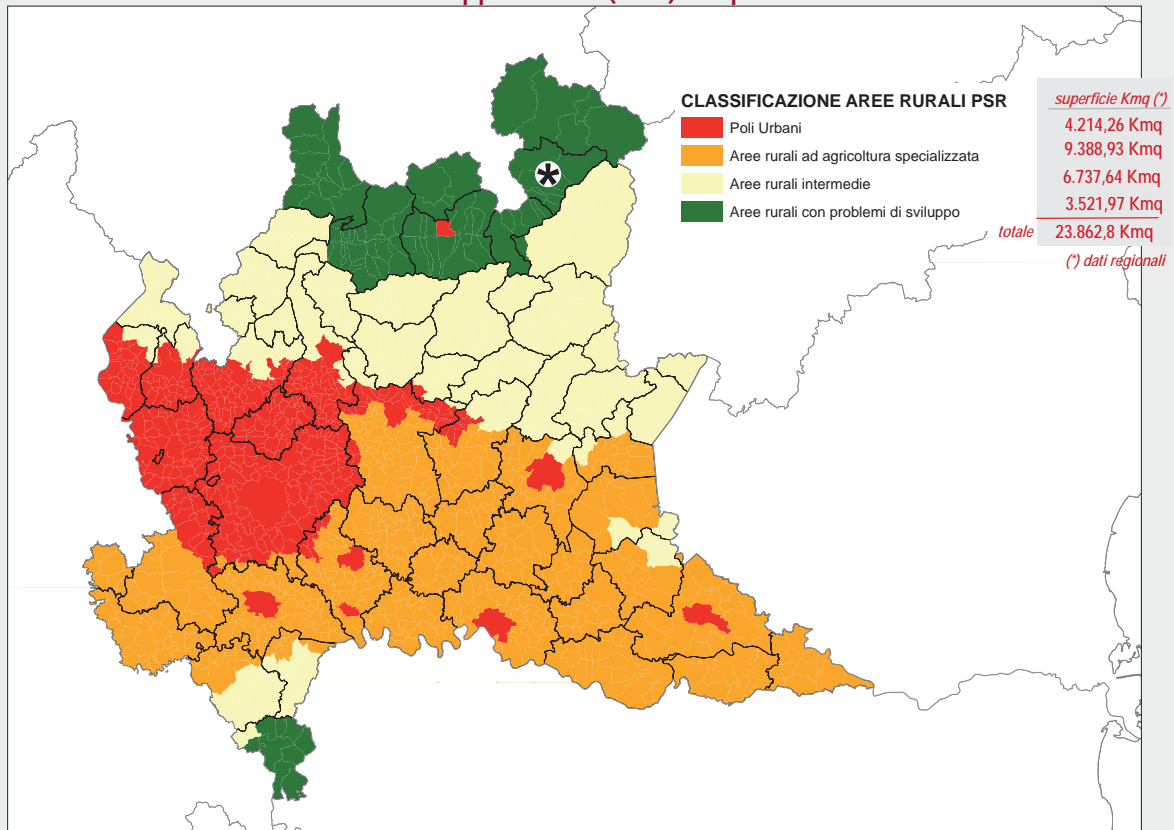 CLASSIFICAZIONE AREE RURALI PSR
superficie Kmq (*)
Poli Urbani
4.214,26 Kmq
Aree rurali ad agricoltura specializzata
9.388,93 Kmq
Aree rurali intermedie
6.737,64 Kmq
Aree rurali con problemi di sviluppo
3.521,97 Kmq
totale 23.862,8 Kmq
(*) dati regionali
*